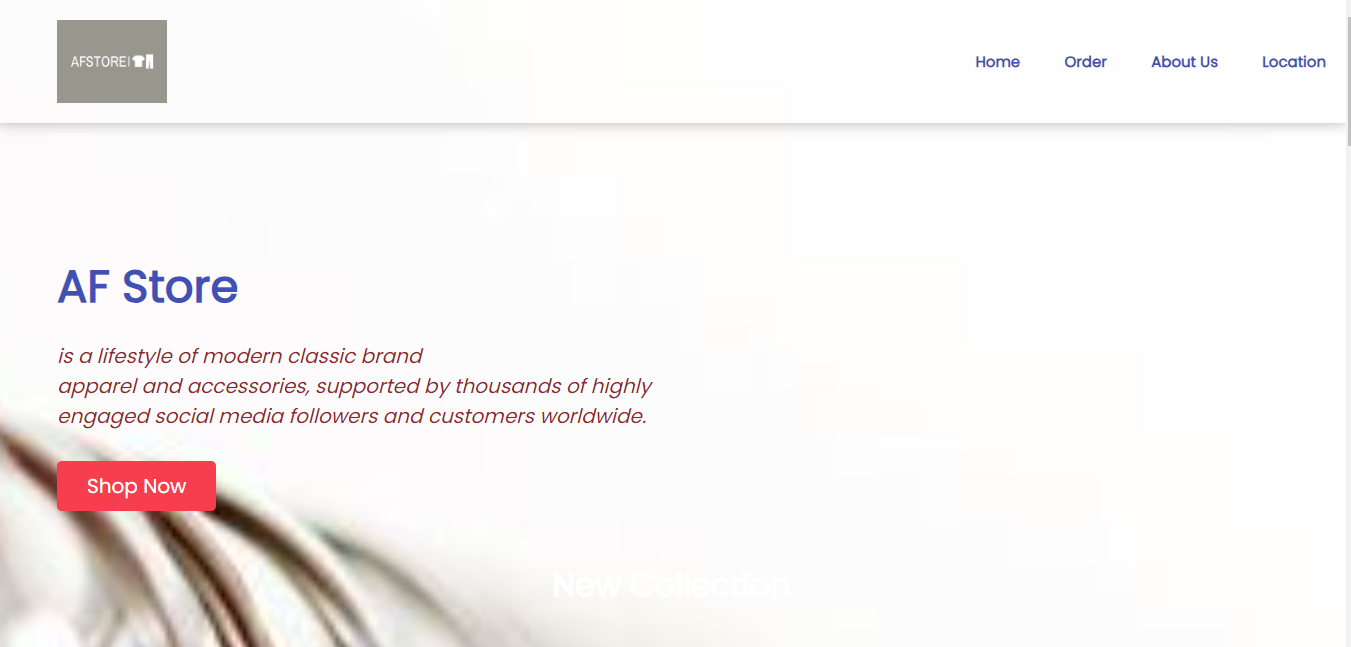 AFSTORE|
Home Order About Us Location
AF Store
is a lifestyle of modern classic brand
apparel and accessories, supported by thousands of highly
engaged social media followers and customers worldwide.
Shop Now
New Collection